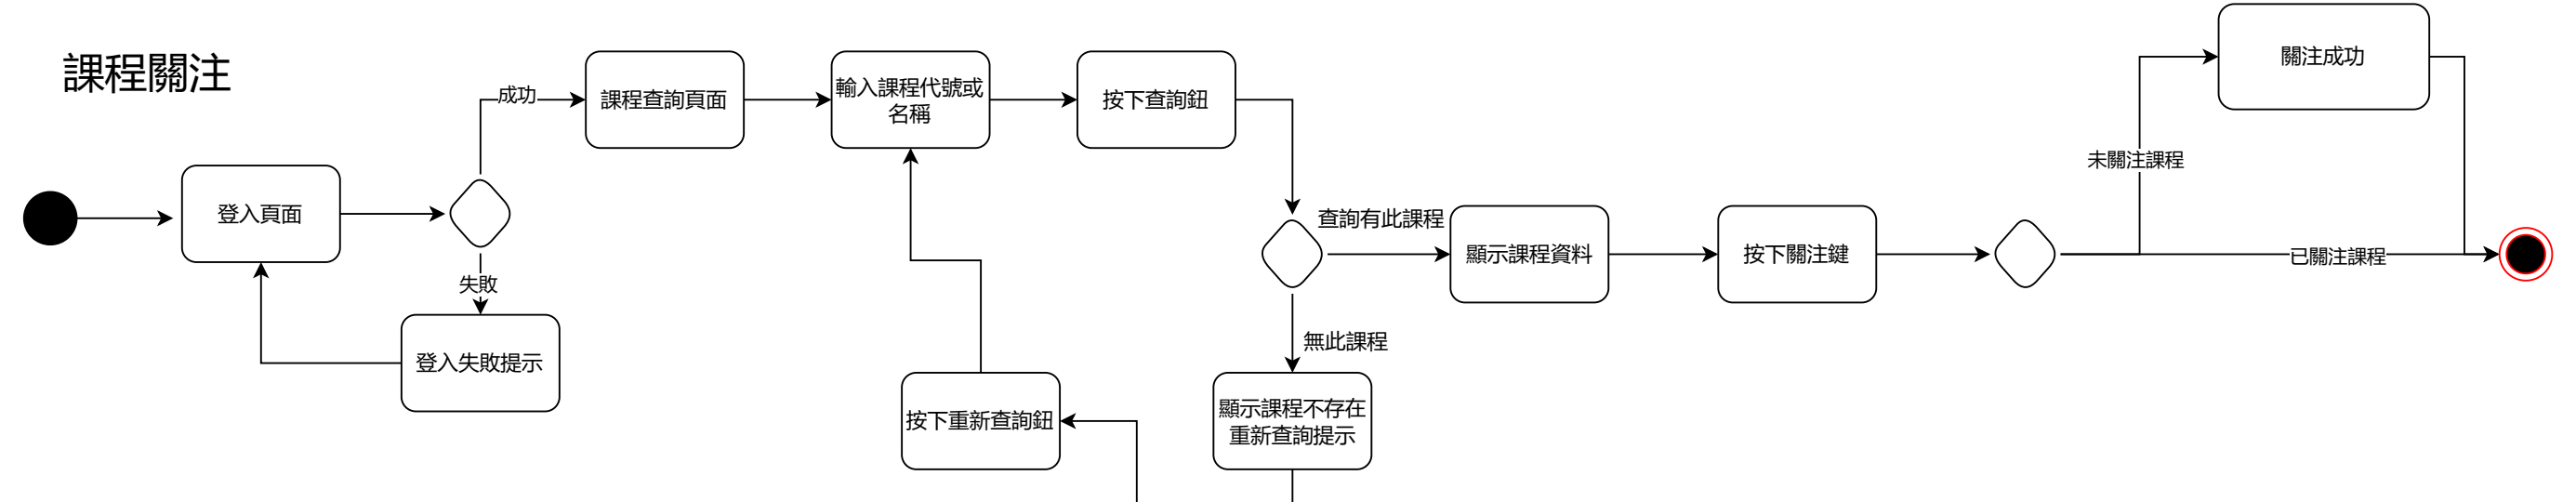 課程關注
登入頁面
成功
失敗
登入失敗提示
課程查詢頁面
輸入課程代號或
名稱
按下查詢鈕
查詢有此課程
無此課程
顯示課程不存在
重新查詢提示
按下重新查詢鈕
顯示課程資料
按下關注鍵
未關注課程
關注成功
已關注課程